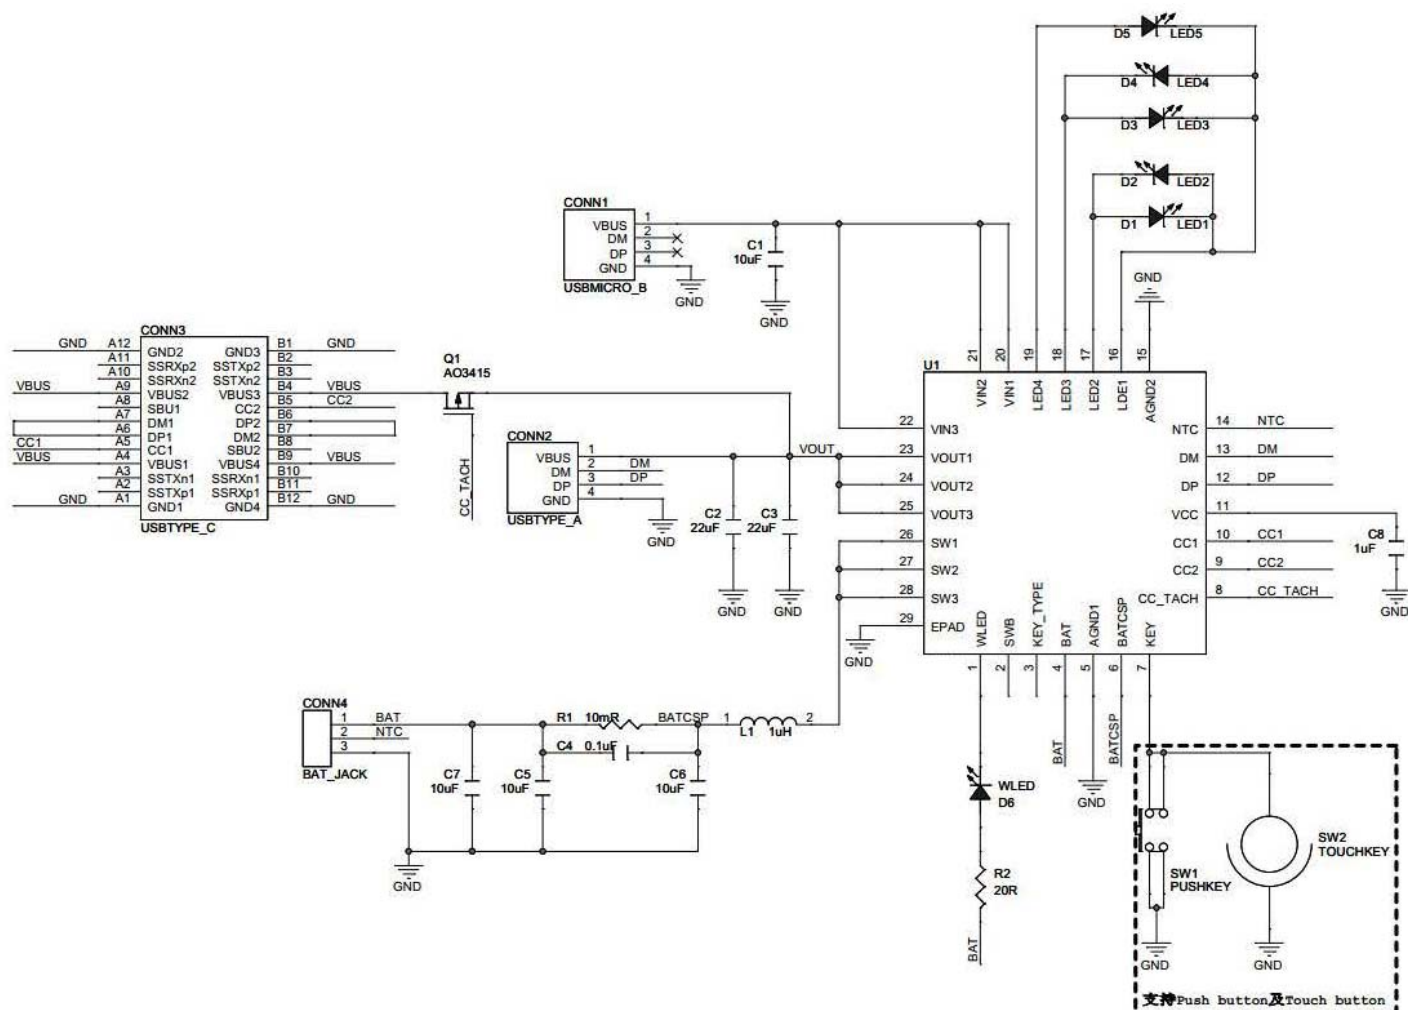 D5 LED5
D4 LED4
D3 LED3
D2 LED2
D1 LED1
CONN1
VBUS 1
DM 2
DP 3
GND 4
USBMICRO_B
GND
C1
10uF
GND
GND
CONN3
GND A12 GND2 GND3 B1 GND
A11 SSRXp2 SSTXp2 B2
A10 SSRXn2 SSTXn2 B3
VBUS A9 VBUS2 VBUS3 B4 VBUS
A8 SBU1 CC2 B5 CC2
A7 DM1 DP2 B6
A6 DP1 DM2 B7
CC1 A5 CC1 SBU2 B8
VBUS A4 VBUS1 VBUS4 B9 VBUS
A3 SSTXn1 SSRXn1 B10
A2 SSTXp1 SSRXp1 B11
GND A1 GND1 GND4 B12 GND
USBTYPE_C
Q1
AO3415
CC_TACH
CONN2
VBUS 1
DM 2 DM
DP 3 DP
GND 4
USBTYPE_A
GND
VOUT
C2
22uF
GND
C3
22uF
GND
U1
21 20 19 18 17 16 15
VIN2 VIN1 LED4 LED3 LED2 LDE1 AGND2
22 VIN3
23 VOUT1
24 VOUT2
25 VOUT3
26 SW1
27 SW2
28 SW3
29 EPAD
GND
NTC 14 NTC
DM 13 DM
DP 12 DP
VCC 11
CC1 10 CC1
CC2 9 CC2
CC_TACH 8 CC_TACH
C8
1uF
GND
WLED SWB KEY_TYPE BAT AGND1 BATCSP KEY
1 2 3 4 5 6 7
BAT
GND
BATCSP
CONN4
1 BAT
2 NTC
3
BAT_JACK
R1 10mR BATCSP
C4 0.1uF
1 L1 1uH 2
C7
10uF
C5
10uF
C6
10uF
GND
WLED
D6
R2
20R
BAT
SW1
PUSHKEY
GND
SW2
TOUCHKEY
GND
支持Push button及Touch button